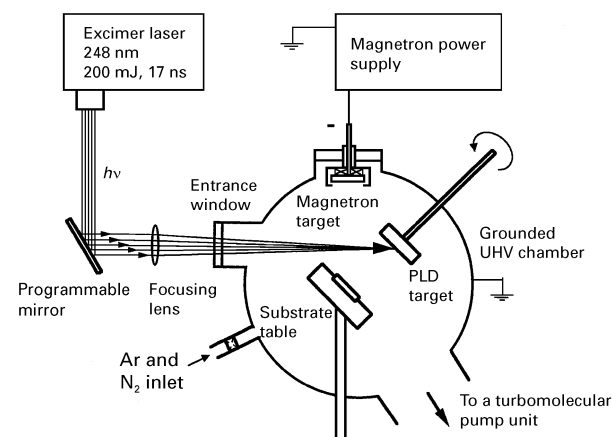 Excimer laser
248 nm
200 mJ, 17 ns
Magnetron power
supply
-
hν
Entrance
window
Magnetron
target
Grounded
UHV chamber
Programmable
mirror
Focusing
lens
PLD
target
Substrate
table
Ar and
N₂ inlet
To a turbomolecular
pump unit